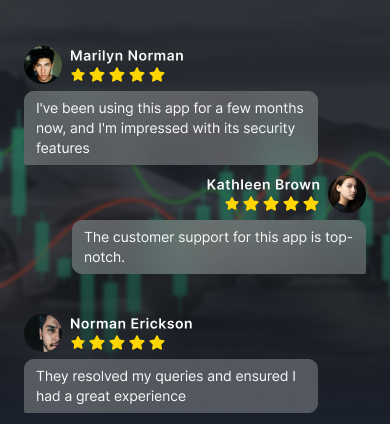 Marilyn Norman
I've been using this app for a few months
now, and I'm impressed with its security
features
Kathleen Brown
The customer support for this app is top-
notch.
Norman Erickson
They resolved my queries and ensured I
had a great experience